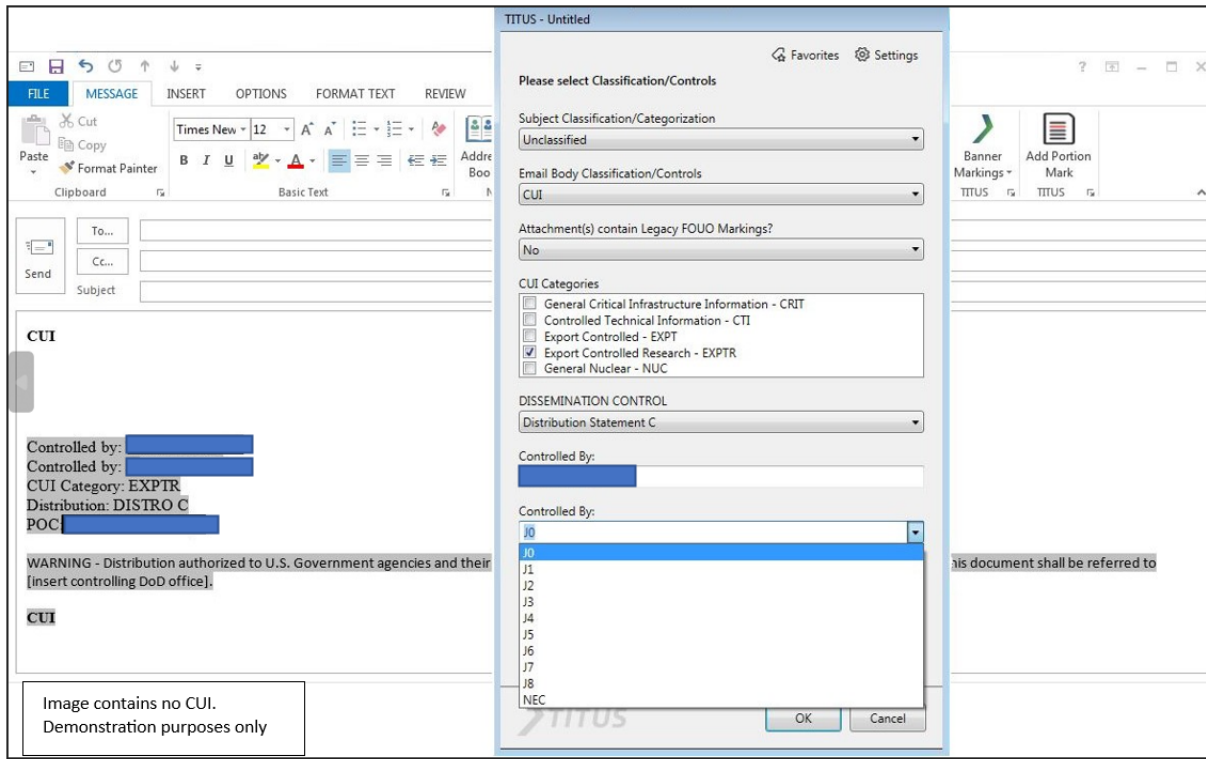 TITUS - Untitled
Favorites Settings
Please select Classification/Controls
Subject Classification/Categorization
Unclassified
Email Body Classification/Controls
CUI
Attachment(s) contain Legacy FOUO Markings?
No
CUI Categories
General Critical Infrastructure Information - CRIT
Controlled Technical Information - CTI
Export Controlled - EXPT
Export Controlled Research - EXPTR
General Nuclear - NUC
DISSEMINATION CONTROL
Distribution Statement C
Controlled By:
Controlled By:
J0
J0
J1
J2
J3
J4
J5
J6
J7
J8
NEC
TITUS
OK Cancel
FILE MESSAGE INSERT OPTIONS FORMAT TEXT REVIEW
Cut
Copy
Format Painter
Paste
Clipboard
Times New 12
B I U
Basic Text
Banner Markings
TITUS
Add Portion Mark
TITUS
To...
Cc...
Subject
Send
CUI
Controlled by:
Controlled by:
CUI Category: EXPTR
Distribution: DISTRO C
POC
WARNING - Distribution authorized to U.S. Government agencies and their
his document shall be referred to
[insert controlling DoD office].
CUI
Image contains no CUI.
Demonstration purposes only